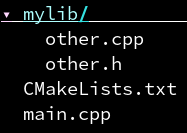 ▾ mylib/
other.cpp
other.h
CMakeLists.txt
main.cpp